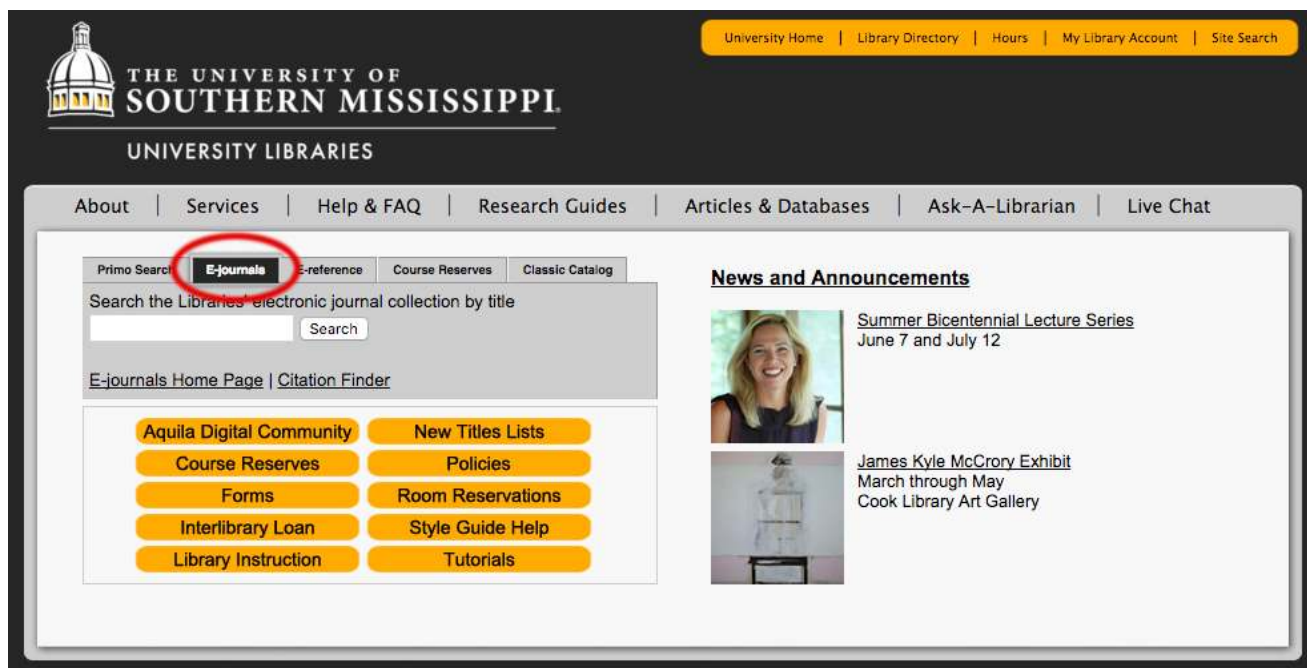 University Home | Library Directory | Hours | My Library Account | Site Search
THE UNIVERSITY OF
SOUTHERN MISSISSIPPI.
UNIVERSITY LIBRARIES
About | Services | Help & FAQ | Research Guides | Articles & Databases | Ask-A-Librarian | Live Chat
Primo Search E-journals E-reference Course Reserves Classic Catalog
Search the Libraries' electronic journal collection by title
Search
E-journals Home Page | Citation Finder
Aquila Digital Community New Titles Lists
Course Reserves Policies
Forms Room Reservations
Interlibrary Loan Style Guide Help
Library Instruction Tutorials
News and Announcements
Summer Bicentennial Lecture Series
June 7 and July 12
James Kyle McCrory Exhibit
March through May
Cook Library Art Gallery